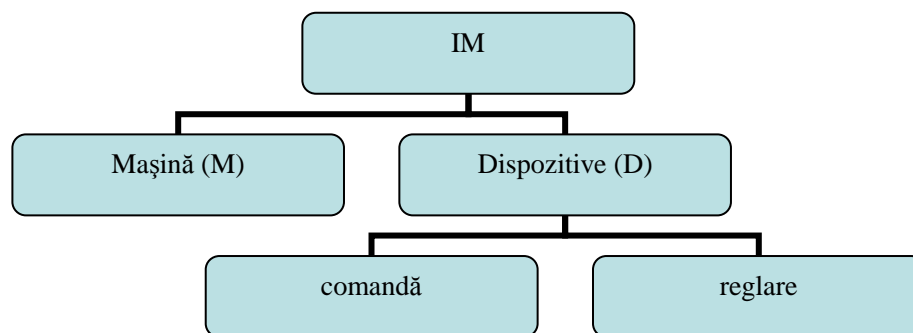 IM
Maşină (M)
Dispozitive (D)
comandă
reglare